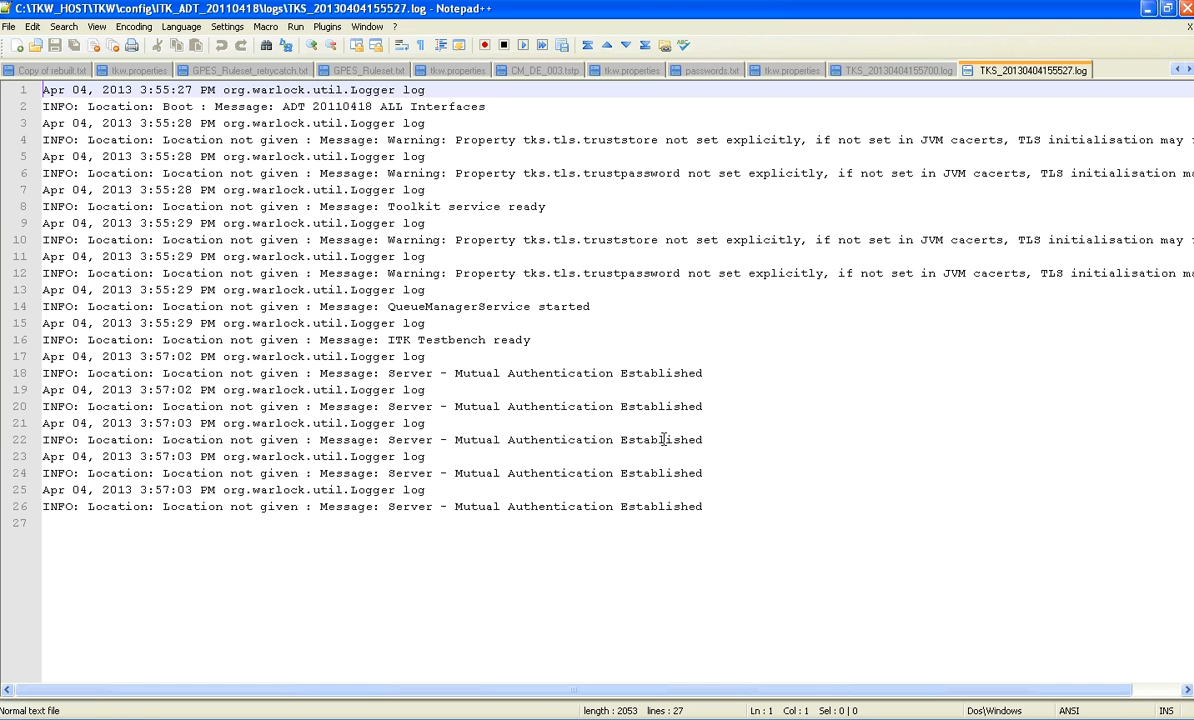 C:\TKW_HOST\TKW\config\ITK_ADT_20110418\logs\TKS_20130404155527.log - Notepad++
File Edit Search View Encoding Language Settings Macro Run Plugins Window ? X
Copy of rebuilt.txt tkw.properties GPES_Ruleset_retrycatch.txt GPES_Ruleset.txt tkw.properties CM_DE_003.tstp tkw.properties passwords.txt tkw.properties TKS_20130404155700.log TKS_20130404155527.log
1 Apr 04, 2013 3:55:27 PM org.warlock.util.Logger log
2 INFO: Location: Boot : Message: ADT 20110418 ALL Interfaces
3 Apr 04, 2013 3:55:28 PM org.warlock.util.Logger log
4 INFO: Location: Location not given : Message: Warning: Property tks.tls.truststore not set explicitly, if not set in JVM cacerts, TLS initialisation may
5 Apr 04, 2013 3:55:28 PM org.warlock.util.Logger log
6 INFO: Location: Location not given : Message: Warning: Property tks.tls.trustpassword not set explicitly, if not set in JVM cacerts, TLS initialisation ma
7 Apr 04, 2013 3:55:28 PM org.warlock.util.Logger log
8 INFO: Location: Location not given : Message: Toolkit service ready
9 Apr 04, 2013 3:55:29 PM org.warlock.util.Logger log
10 INFO: Location: Location not given : Message: Warning: Property tks.tls.truststore not set explicitly, if not set in JVM cacerts, TLS initialisation may
11 Apr 04, 2013 3:55:29 PM org.warlock.util.Logger log
12 INFO: Location: Location not given : Message: Warning: Property tks.tls.trustpassword not set explicitly, if not set in JVM cacerts, TLS initialisation ma
13 Apr 04, 2013 3:55:29 PM org.warlock.util.Logger log
14 INFO: Location: Location not given : Message: QueueManagerService started
15 Apr 04, 2013 3:55:29 PM org.warlock.util.Logger log
16 INFO: Location: Location not given : Message: ITK Testbench ready
17 Apr 04, 2013 3:57:02 PM org.warlock.util.Logger log
18 INFO: Location: Location not given : Message: Server - Mutual Authentication Established
19 Apr 04, 2013 3:57:02 PM org.warlock.util.Logger log
20 INFO: Location: Location not given : Message: Server - Mutual Authentication Established
21 Apr 04, 2013 3:57:03 PM org.warlock.util.Logger log
22 INFO: Location: Location not given : Message: Server - Mutual Authentication Established
23 Apr 04, 2013 3:57:03 PM org.warlock.util.Logger log
24 INFO: Location: Location not given : Message: Server - Mutual Authentication Established
25 Apr 04, 2013 3:57:03 PM org.warlock.util.Logger log
26 INFO: Location: Location not given : Message: Server - Mutual Authentication Established
27
Normal text file length : 2053 lines : 27 Ln : 1 Col : 1 Sel : 0 | 0 Dos\Windows ANSI INS